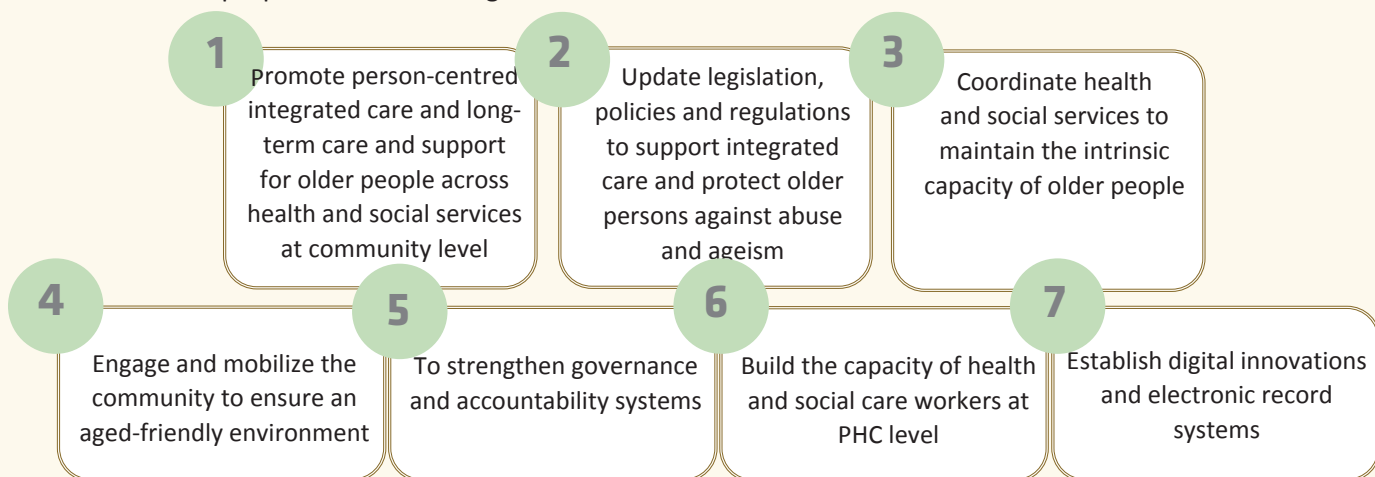 1
Promote person-centred
integrated care and long-
term care and support
for older people across
health and social services
at community level
2
Update legislation,
policies and regulations
to support integrated
care and protect older
persons against abuse
and ageism
3
Coordinate health
and social services to
maintain the intrinsic
capacity of older people
4
Engage and mobilize the
community to ensure an
aged-friendly environment
5
To strengthen governance
and accountability systems
6
Build the capacity of health
and social care workers at
PHC level
7
Establish digital innovations
and electronic record
systems